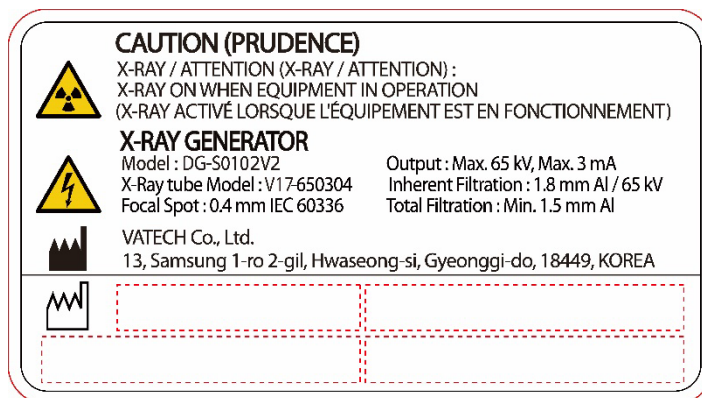 CAUTION (PRUDENCE)
X-RAY / ATTENTION (X-RAY / ATTENTION) :
X-RAY ON WHEN EQUIPMENT IN OPERATION
(X-RAY ACTIVÉ LORSQUE L'ÉQUIPEMENT EST EN FONCTIONNEMENT)
X-RAY GENERATOR
Model : DG-S0102V2 Output : Max. 65 kV, Max. 3 mA
X-Ray tube Model : V17-650304 Inherent Filtration : 1.8 mm Al / 65 kV
Focal Spot : 0.4 mm IEC 60336 Total Filtration : Min. 1.5 mm Al
VATECH Co., Ltd.
13, Samsung 1-ro 2-gil, Hwaseong-si, Gyeonggi-do, 18449, KOREA